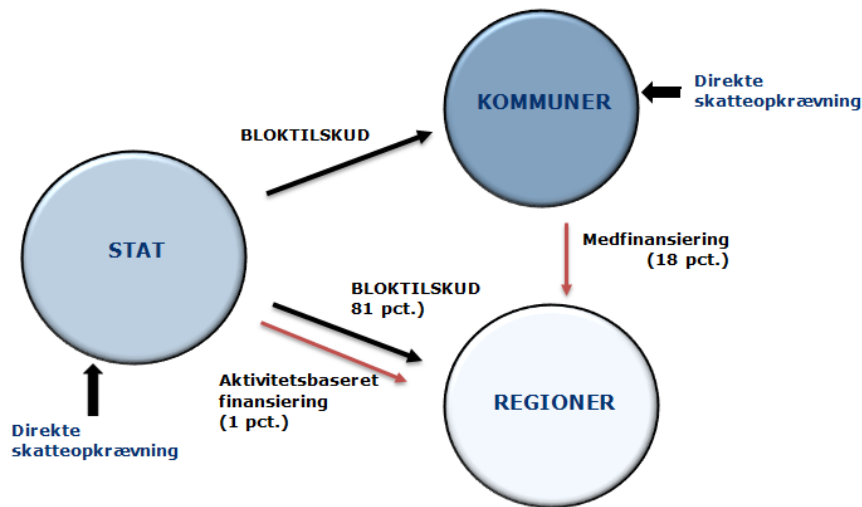 KOMMUNER
Direkte
skatteopkrævning
BLOKTILSKUD
STAT
Medfinansiering
(18 pct.)
BLOKTILSKUD
81 pct.)
Aktivitetsbaseret
finansiering
(1 pct.)
REGIONER
Direkte
skatteopkrævning